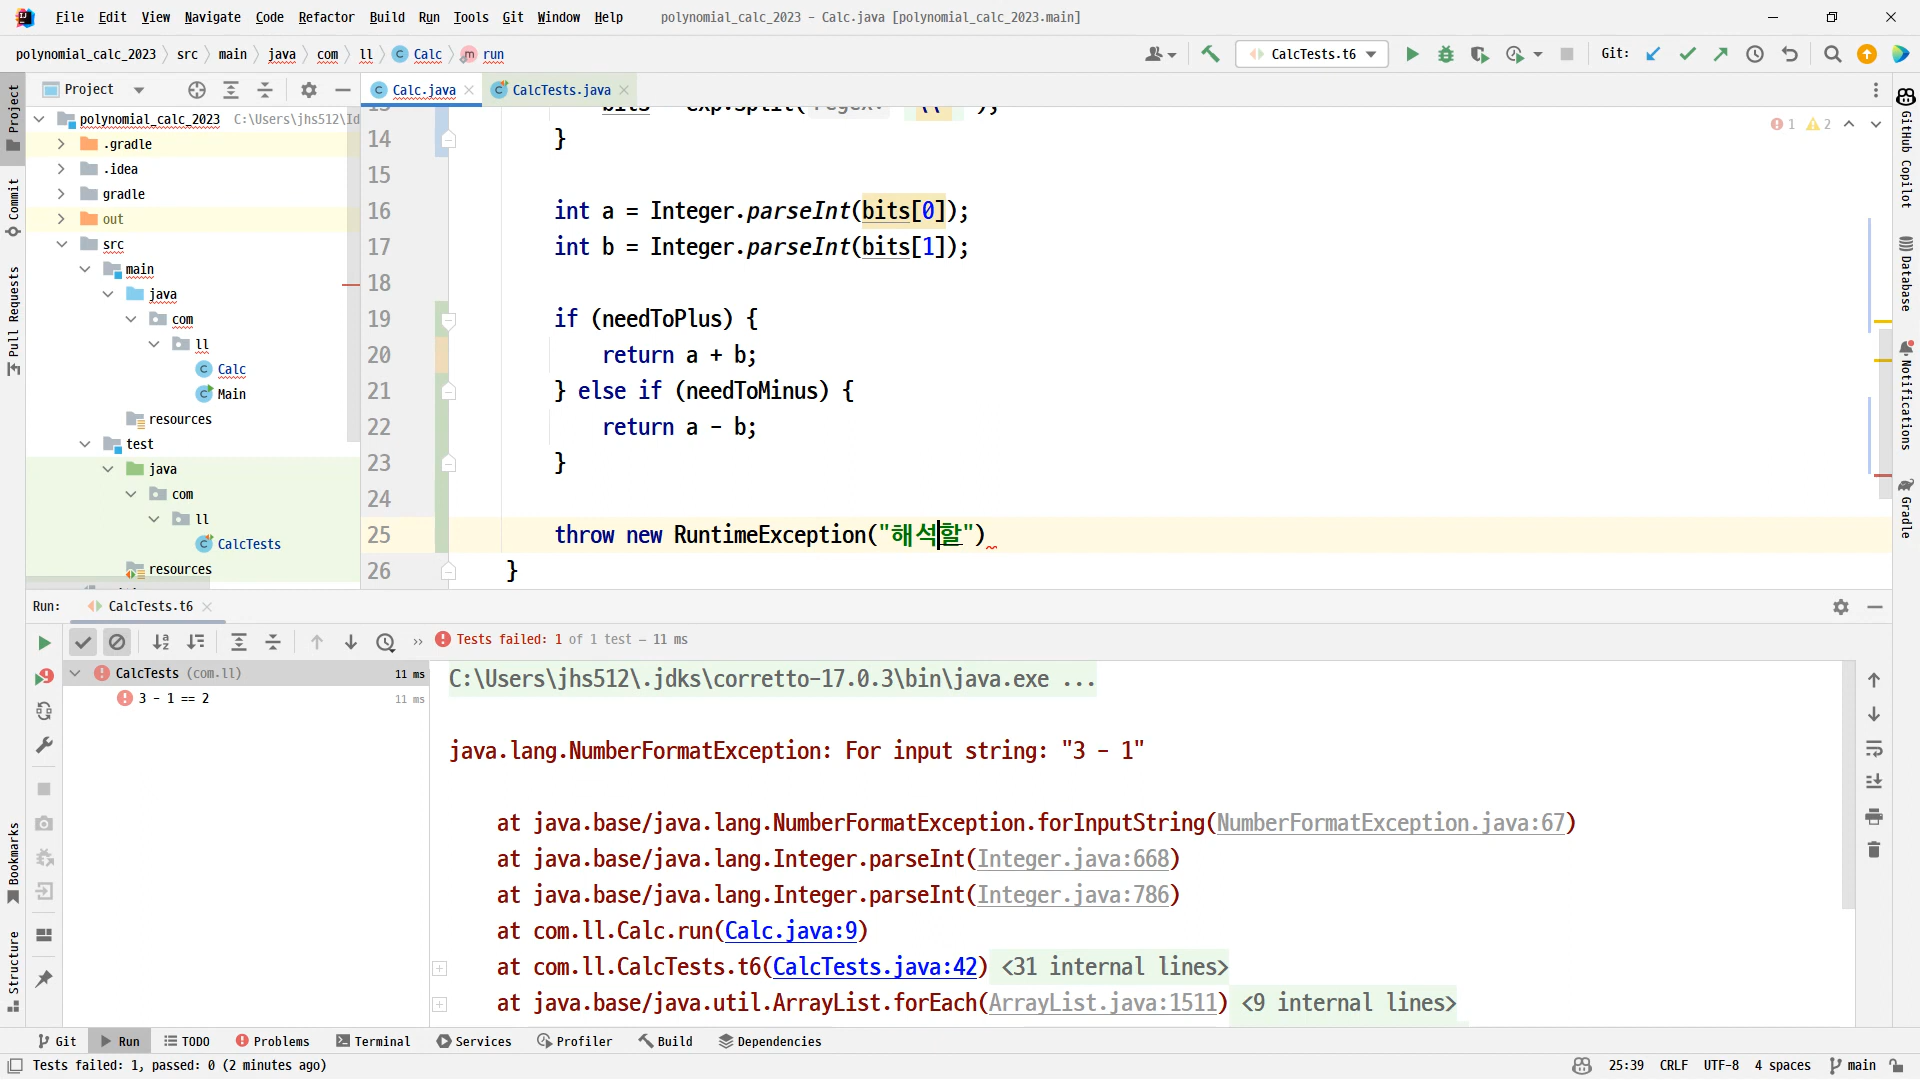 File Edit View Navigate Code Refactor Build Run Tools Git Window Help polynomial_calc_2023 - Calc.java [polynomial_calc_2023.main]
polynomial_calc_2023 src main java com ll Calc run CalcTests.t6 Git:
Project Calc.java CalcTests.java
polynomial_calc_2023 C:\Users\jhs512\Id
.gradle
.idea
gradle
out
src
main
java
com
ll
Calc
Main
resources
test
java
com
ll
CalcTests
resources
1 2
14 }
15
16 int a = Integer.parseInt(bits[0]);
17 int b = Integer.parseInt(bits[1]);
18
19 if (needToPlus) {
20 return a + b;
21 } else if (needToMinus) {
22 return a - b;
23 }
24
25 throw new RuntimeException("해석할")
26 }
Project
Commit
Pull Requests
Bookmarks
Structure
GitHub Copilot
Database
Notifications
Gradle
Run: CalcTests.t6
Tests failed: 1 of 1 test – 11 ms
CalcTests (com.ll) 11 ms
3 - 1 == 2 11 ms
C:\Users\jhs512\.jdks\corretto-17.0.3\bin\java.exe ...
java.lang.NumberFormatException: For input string: "3 - 1"
at java.base/java.lang.NumberFormatException.forInputString(NumberFormatException.java:67)
at java.base/java.lang.Integer.parseInt(Integer.java:668)
at java.base/java.lang.Integer.parseInt(Integer.java:786)
at com.ll.Calc.run(Calc.java:9)
at com.ll.CalcTests.t6(CalcTests.java:42) <31 internal lines>
at java.base/java.util.ArrayList.forEach(ArrayList.java:1511) <9 internal lines>
Git Run TODO Problems Terminal Services Profiler Build Dependencies
Tests failed: 1, passed: 0 (2 minutes ago) 25:39 CRLF UTF-8 4 spaces main